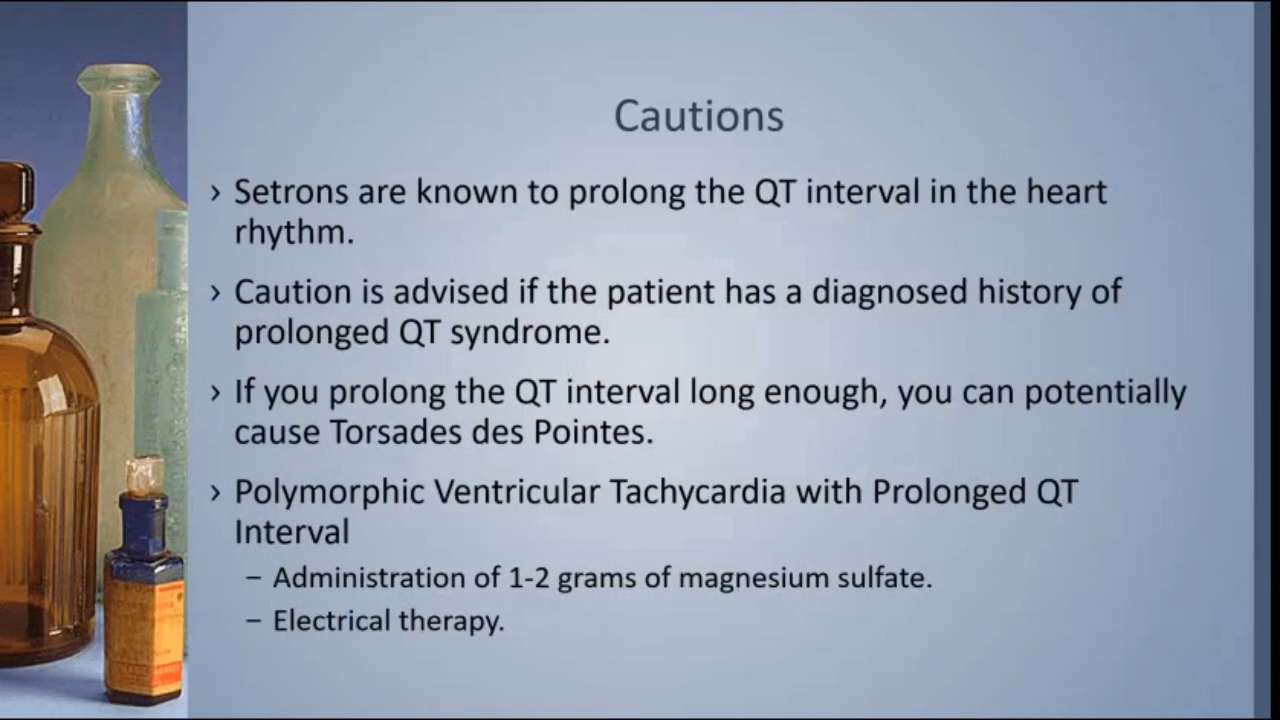 Cautions
› Setrons are known to prolong the QT interval in the heart
rhythm.
› Caution is advised if the patient has a diagnosed history of
prolonged QT syndrome.
› If you prolong the QT interval long enough, you can potentially
cause Torsades des Pointes.
› Polymorphic Ventricular Tachycardia with Prolonged QT
Interval
– Administration of 1-2 grams of magnesium sulfate.
– Electrical therapy.